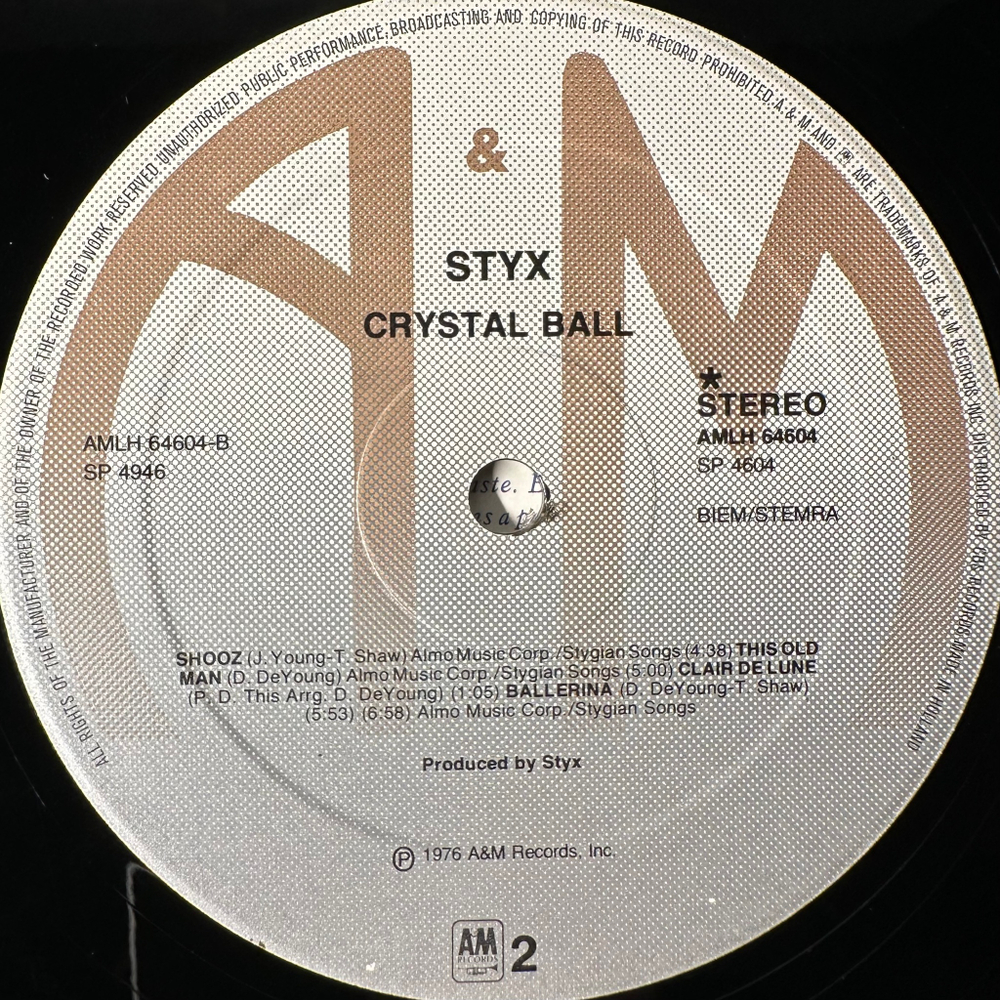 ALL RIGHTS OF THE MANUFACTURER AND OF THE OWNER OF THE RECORDED WORK RESERVED UNAUTHORIZED PUBLIC PERFORMANCE, BROADCASTING AND COPYING OF THIS RECORD PROHIBITED. A & M AND ARE TRADEMARKS OF A & M RECORDS INC. DISTRIBUTED BY CBS RECORDS MADE IN HOLLAND
A & M
STYX
CRYSTAL BALL
*
STEREO
AMLH 64604
SP 4604
BIEM/STEMRA
AMLH 64604-B
SP 4946
SHOOZ (J. Young-T. Shaw) Almo Music Corp./Stygian Songs (4:38) THIS OLD
MAN (D. DeYoung) Almo Music Corp./Stygian Songs (5:00) CLAIR DE LUNE
(P. D. This Arrg. D. DeYoung) (1:05) BALLERINA (D. DeYoung-T. Shaw)
(5:53) (6:58) Almo Music Corp./Stygian Songs
Produced by Styx
Ⓟ 1976 A&M Records, Inc.
AM
RECORDS
2